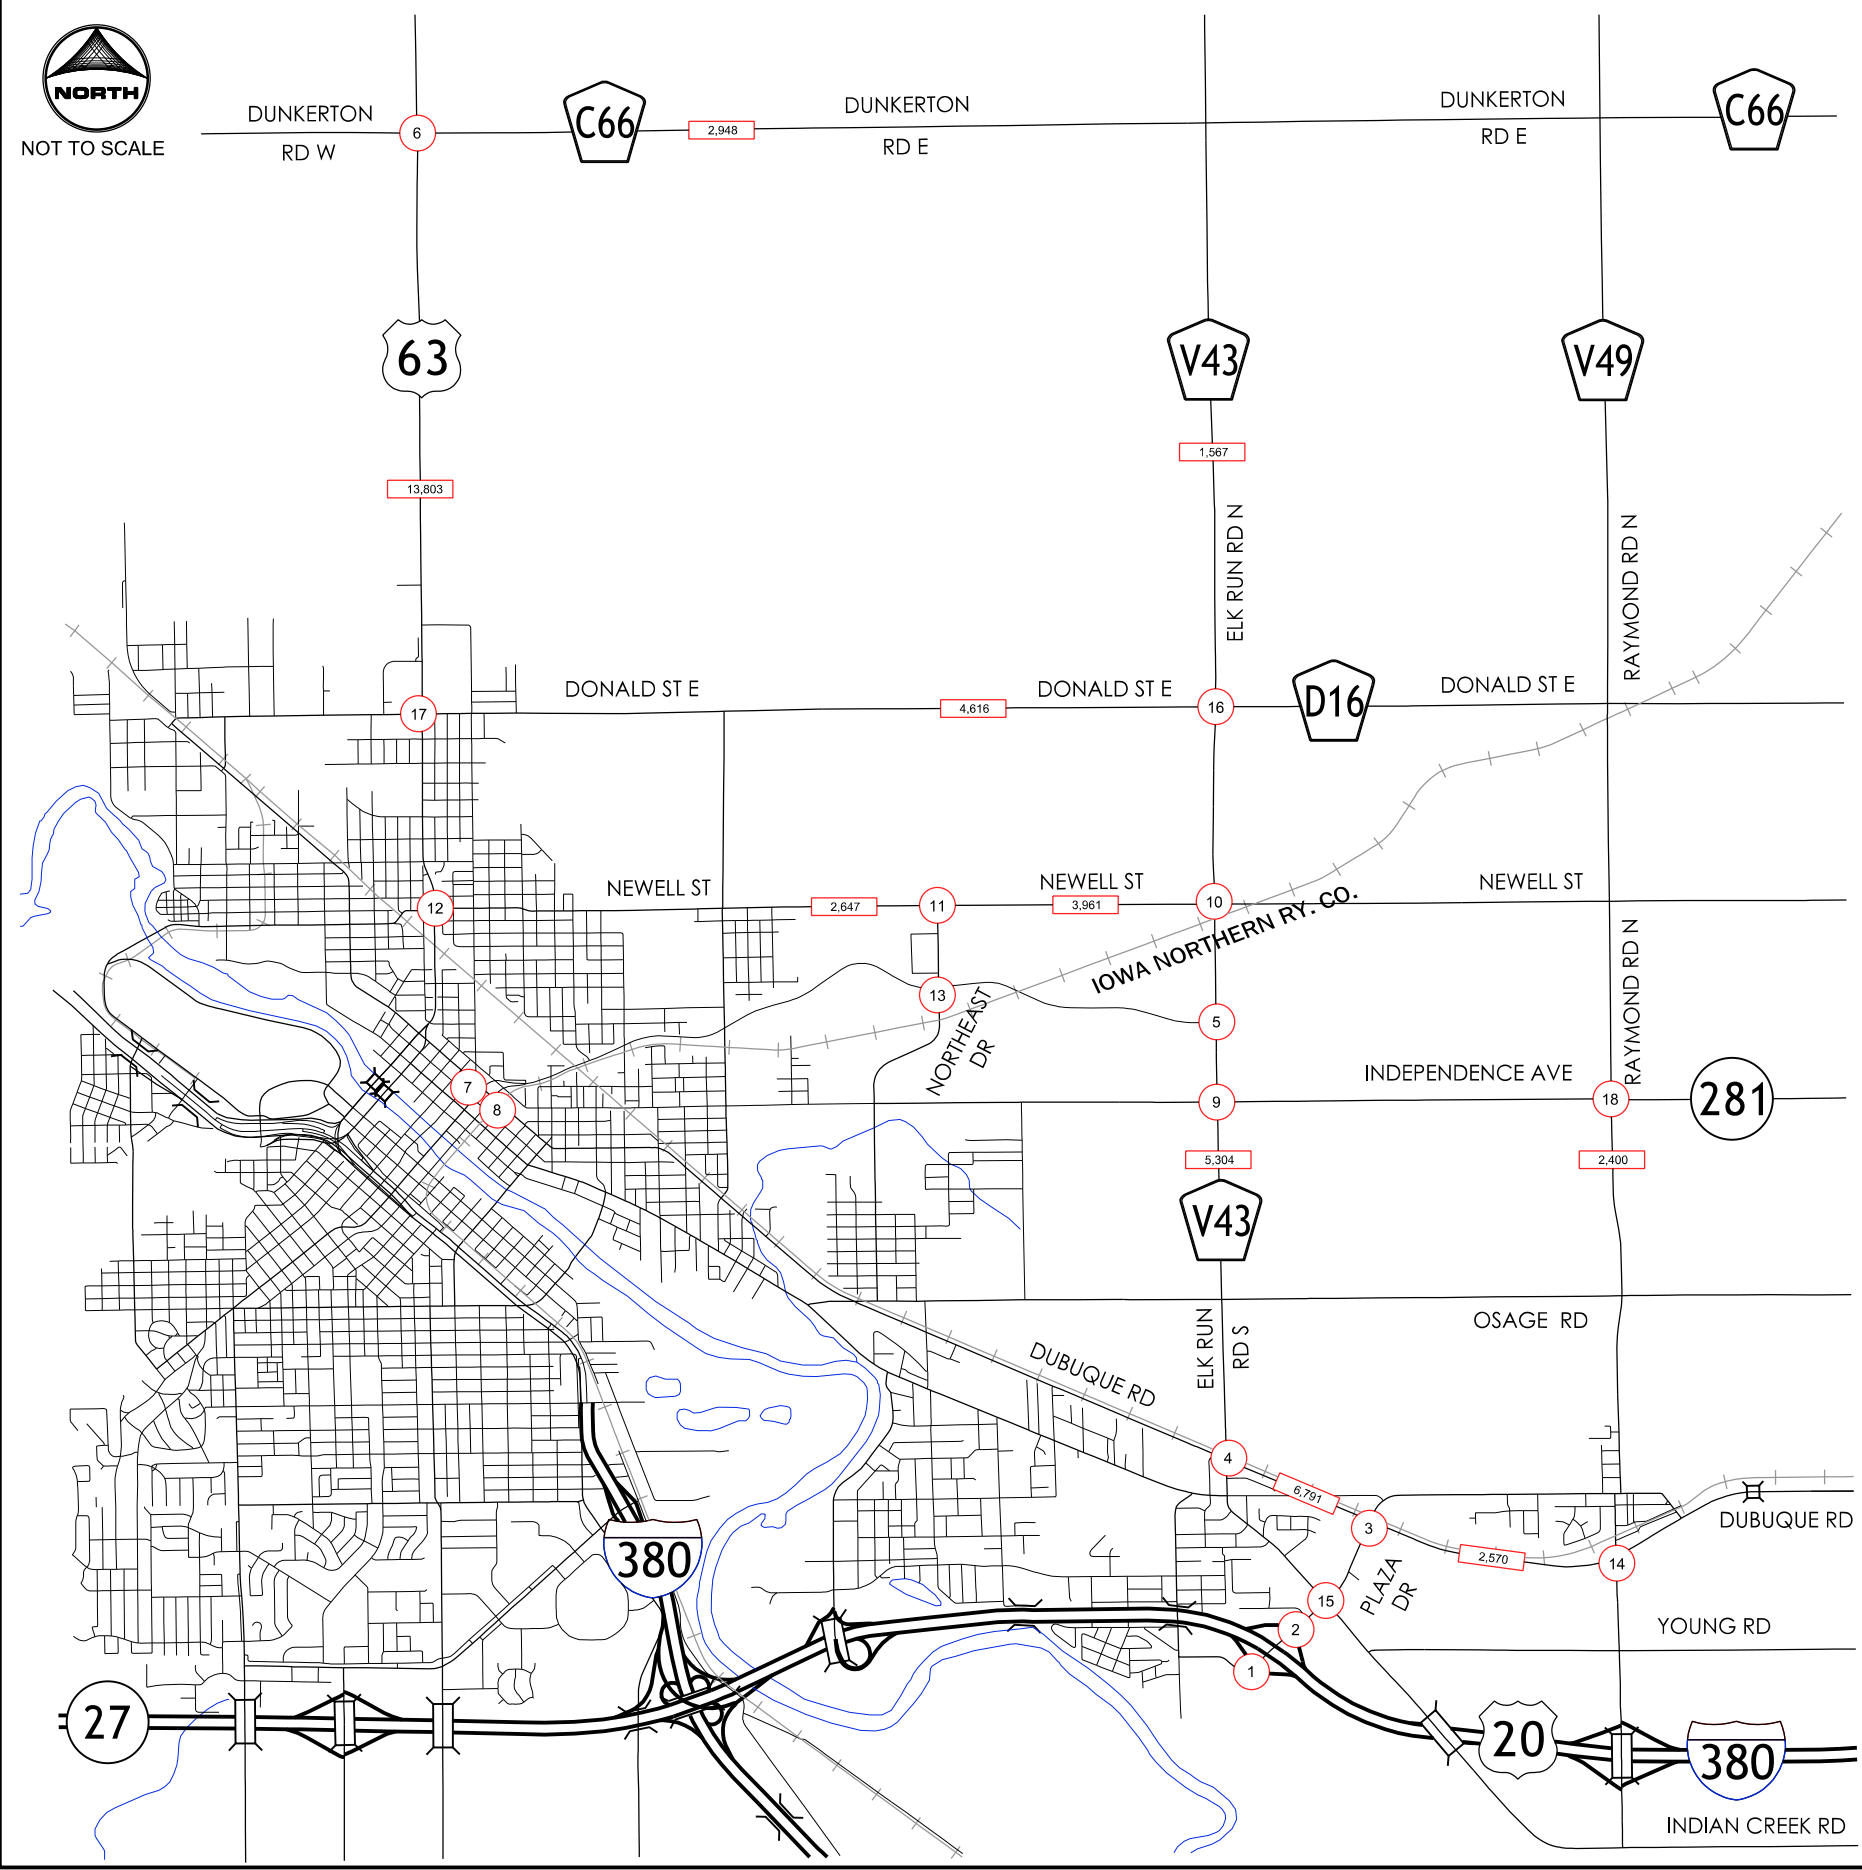 NORTH
NOT TO SCALE
DUNKERTON
RD W
6
C66
2,948
DUNKERTON
RD E
DUNKERTON
RD E
C66
63
V43
V49
13,803
1,567
ELK RUN RD N
RAYMOND RD N
17
DONALD ST E
4,616
DONALD ST E
16
D16
DONALD ST E
12
NEWELL ST
2,647
11
NEWELL ST
3,961
10
NEWELL ST
IOWA NORTHERN RY. CO.
RAYMOND RD N
13
NORTHEAST
DR
5
7
8
9
INDEPENDENCE AVE
18
281
5,304
2,400
V43
ELK RUN
RD S
OSAGE RD
DUBUQUE RD
4
6,791
3
2,570
14
DUBUQUE RD
380
PLAZA
DR
15
2
1
YOUNG RD
27
20
380
INDIAN CREEK RD